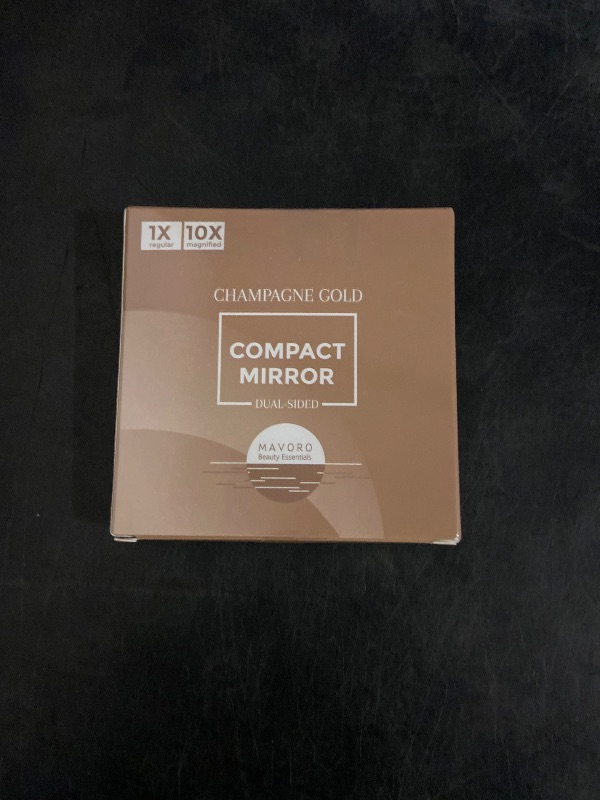 1X 10X
regular magnified
CHAMPAGNE GOLD
COMPACT
MIRROR
DUAL-SIDED
MAVORO
Beauty Essentials